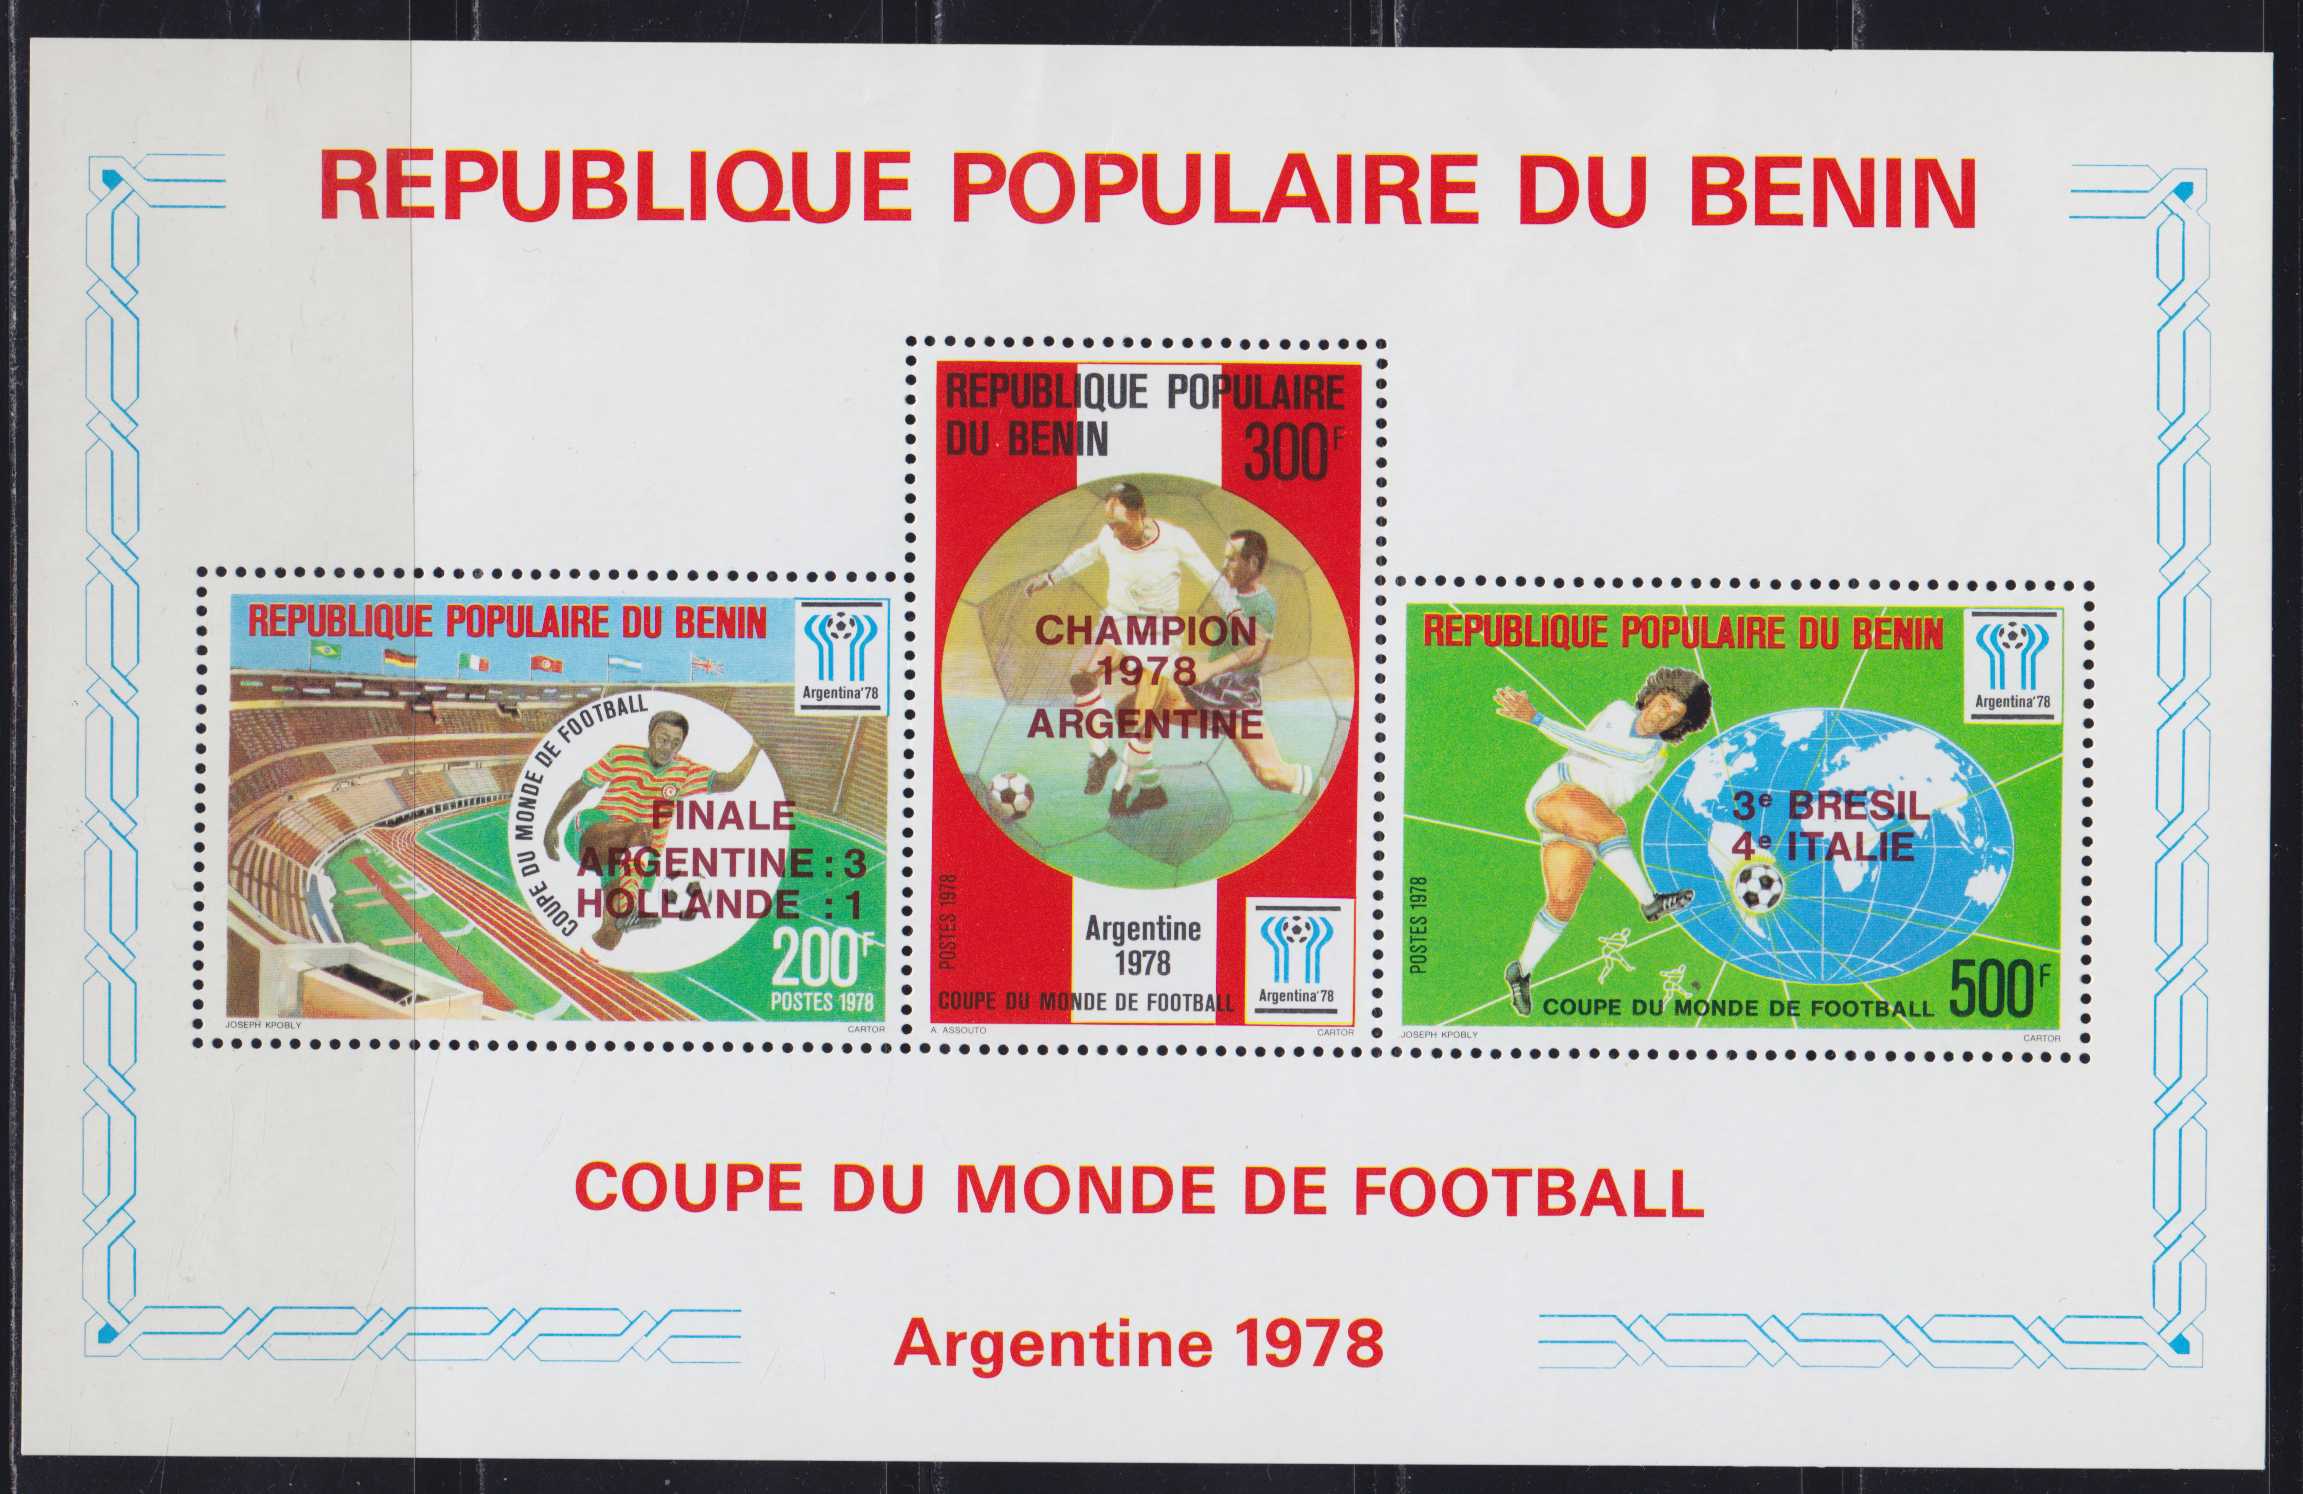 REPUBLIQUE POPULAIRE DU BENIN
REPUBLIQUE POPULAIRE DU BENIN
Argentina'78
COUPE DU MONDE DE FOOTBALL
FINALE
ARGENTINE : 3
HOLLANDE : 1
200F
POSTES 1978
JOSEPH KPOBLY
CARTOR
REPUBLIQUE POPULAIRE
DU BENIN
300F
CHAMPION
1978
ARGENTINE
POSTES 1978
Argentine
1978
Argentina'78
COUPE DU MONDE DE FOOTBALL
A. ASSOUTO
CARTOR
REPUBLIQUE POPULAIRE DU BENIN
Argentina'78
3e BRESIL
4e ITALIE
POSTES 1978
COUPE DU MONDE DE FOOTBALL
500F
JOSEPH KPOBLY
CARTOR
COUPE DU MONDE DE FOOTBALL
Argentine 1978